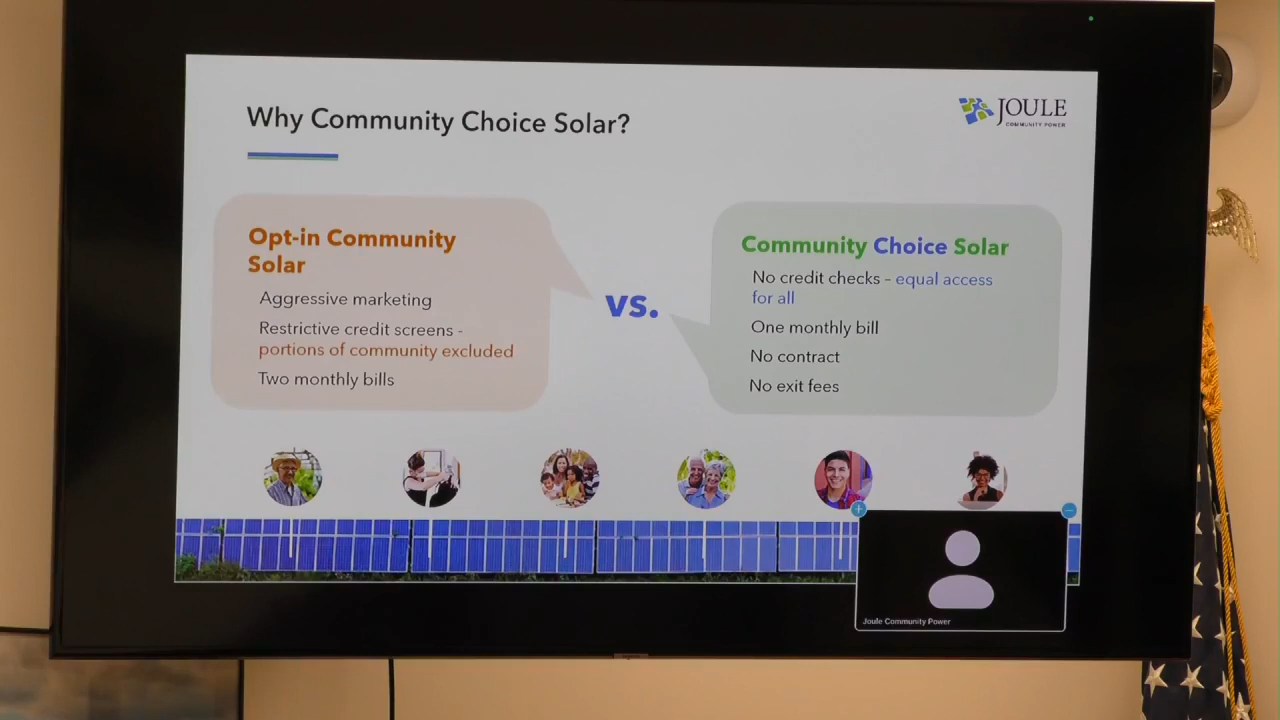 Why Community Choice Solar?
JOULE
COMMUNITY POWER
Opt-in Community
Solar
Aggressive marketing
Restrictive credit screens -
portions of community excluded
Two monthly bills
vs.
Community Choice Solar
No credit checks – equal access
for all
One monthly bill
No contract
No exit fees
Joule Community Power